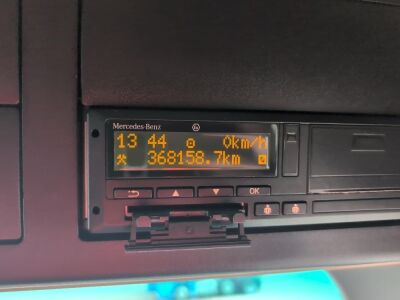 Mercedes-Benz
13 44 0km/h
368158.7km
OK